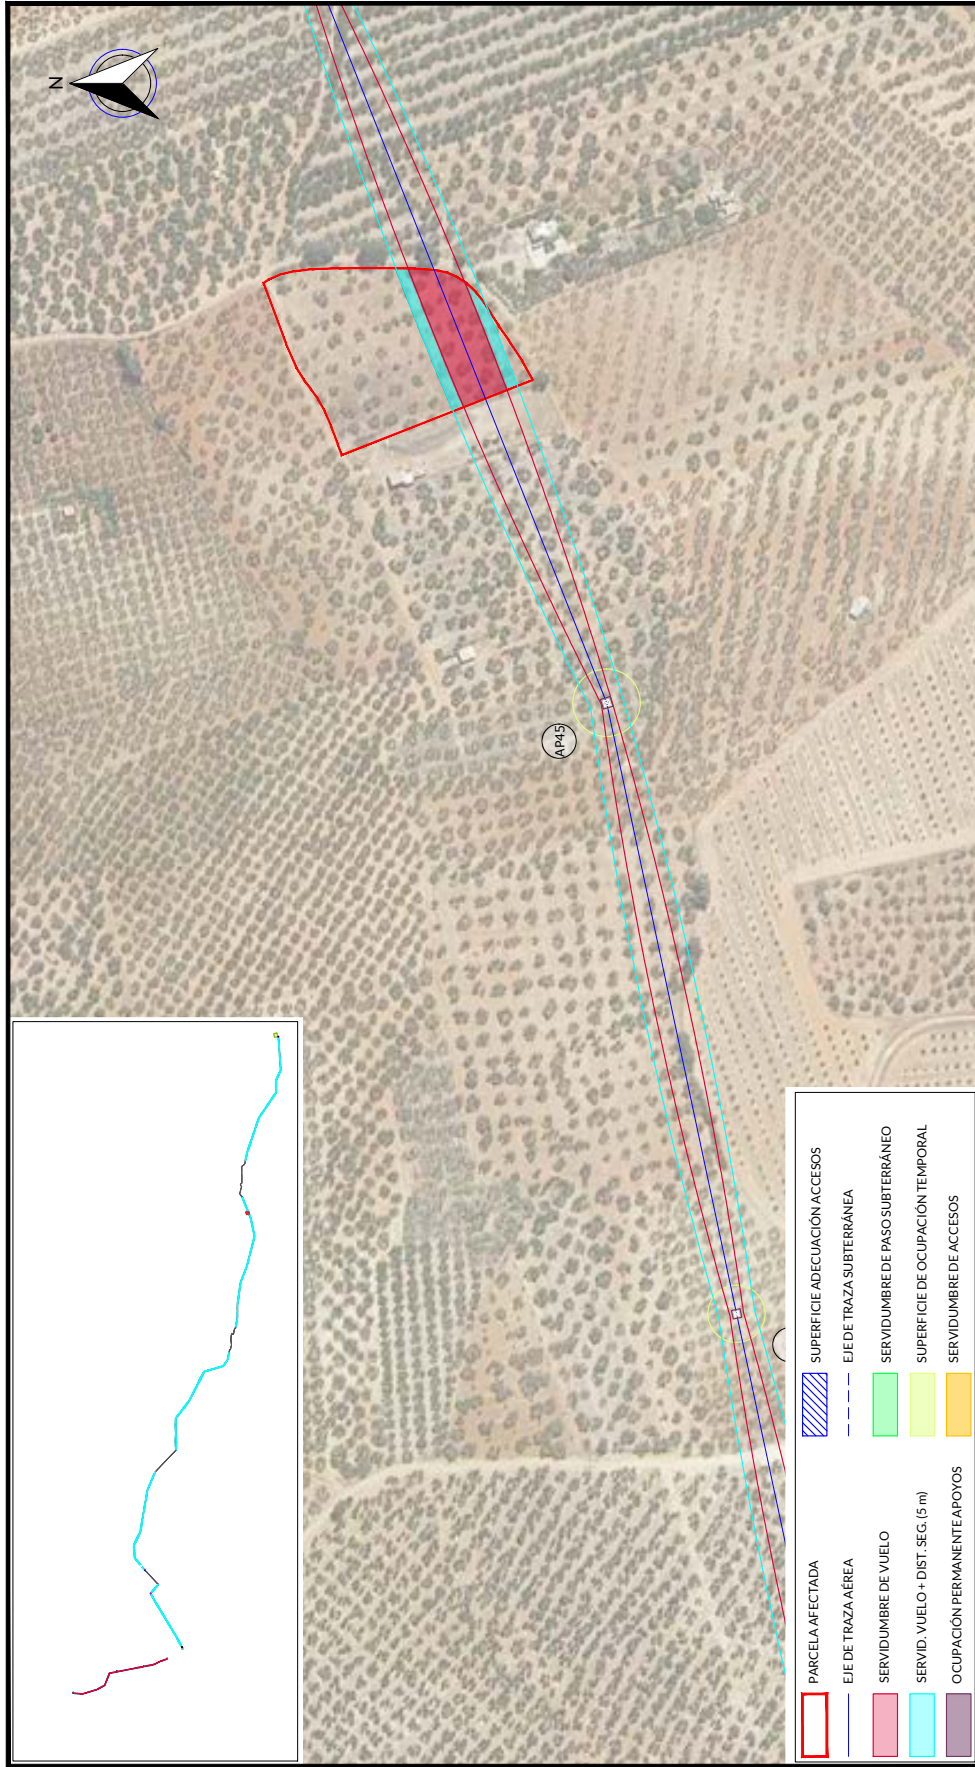 N
AP45
PARCELA AFECTADA
EJE DE TRAZA AÉREA
SERVIDUMBRE DE VUELO
SERVID. VUELO + DIST. SEG. (5 m)
OCUPACIÓN PERMANENTE APOYOS
SUPERFICIE ADECUACIÓN ACCESOS
EJE DE TRAZA SUBTERRÁNEA
SERVIDUMBRE DE PASO SUBTERRÁNEO
SUPERFICIE DE OCUPACIÓN TEMPORAL
SERVIDUMBRE DE ACCESOS